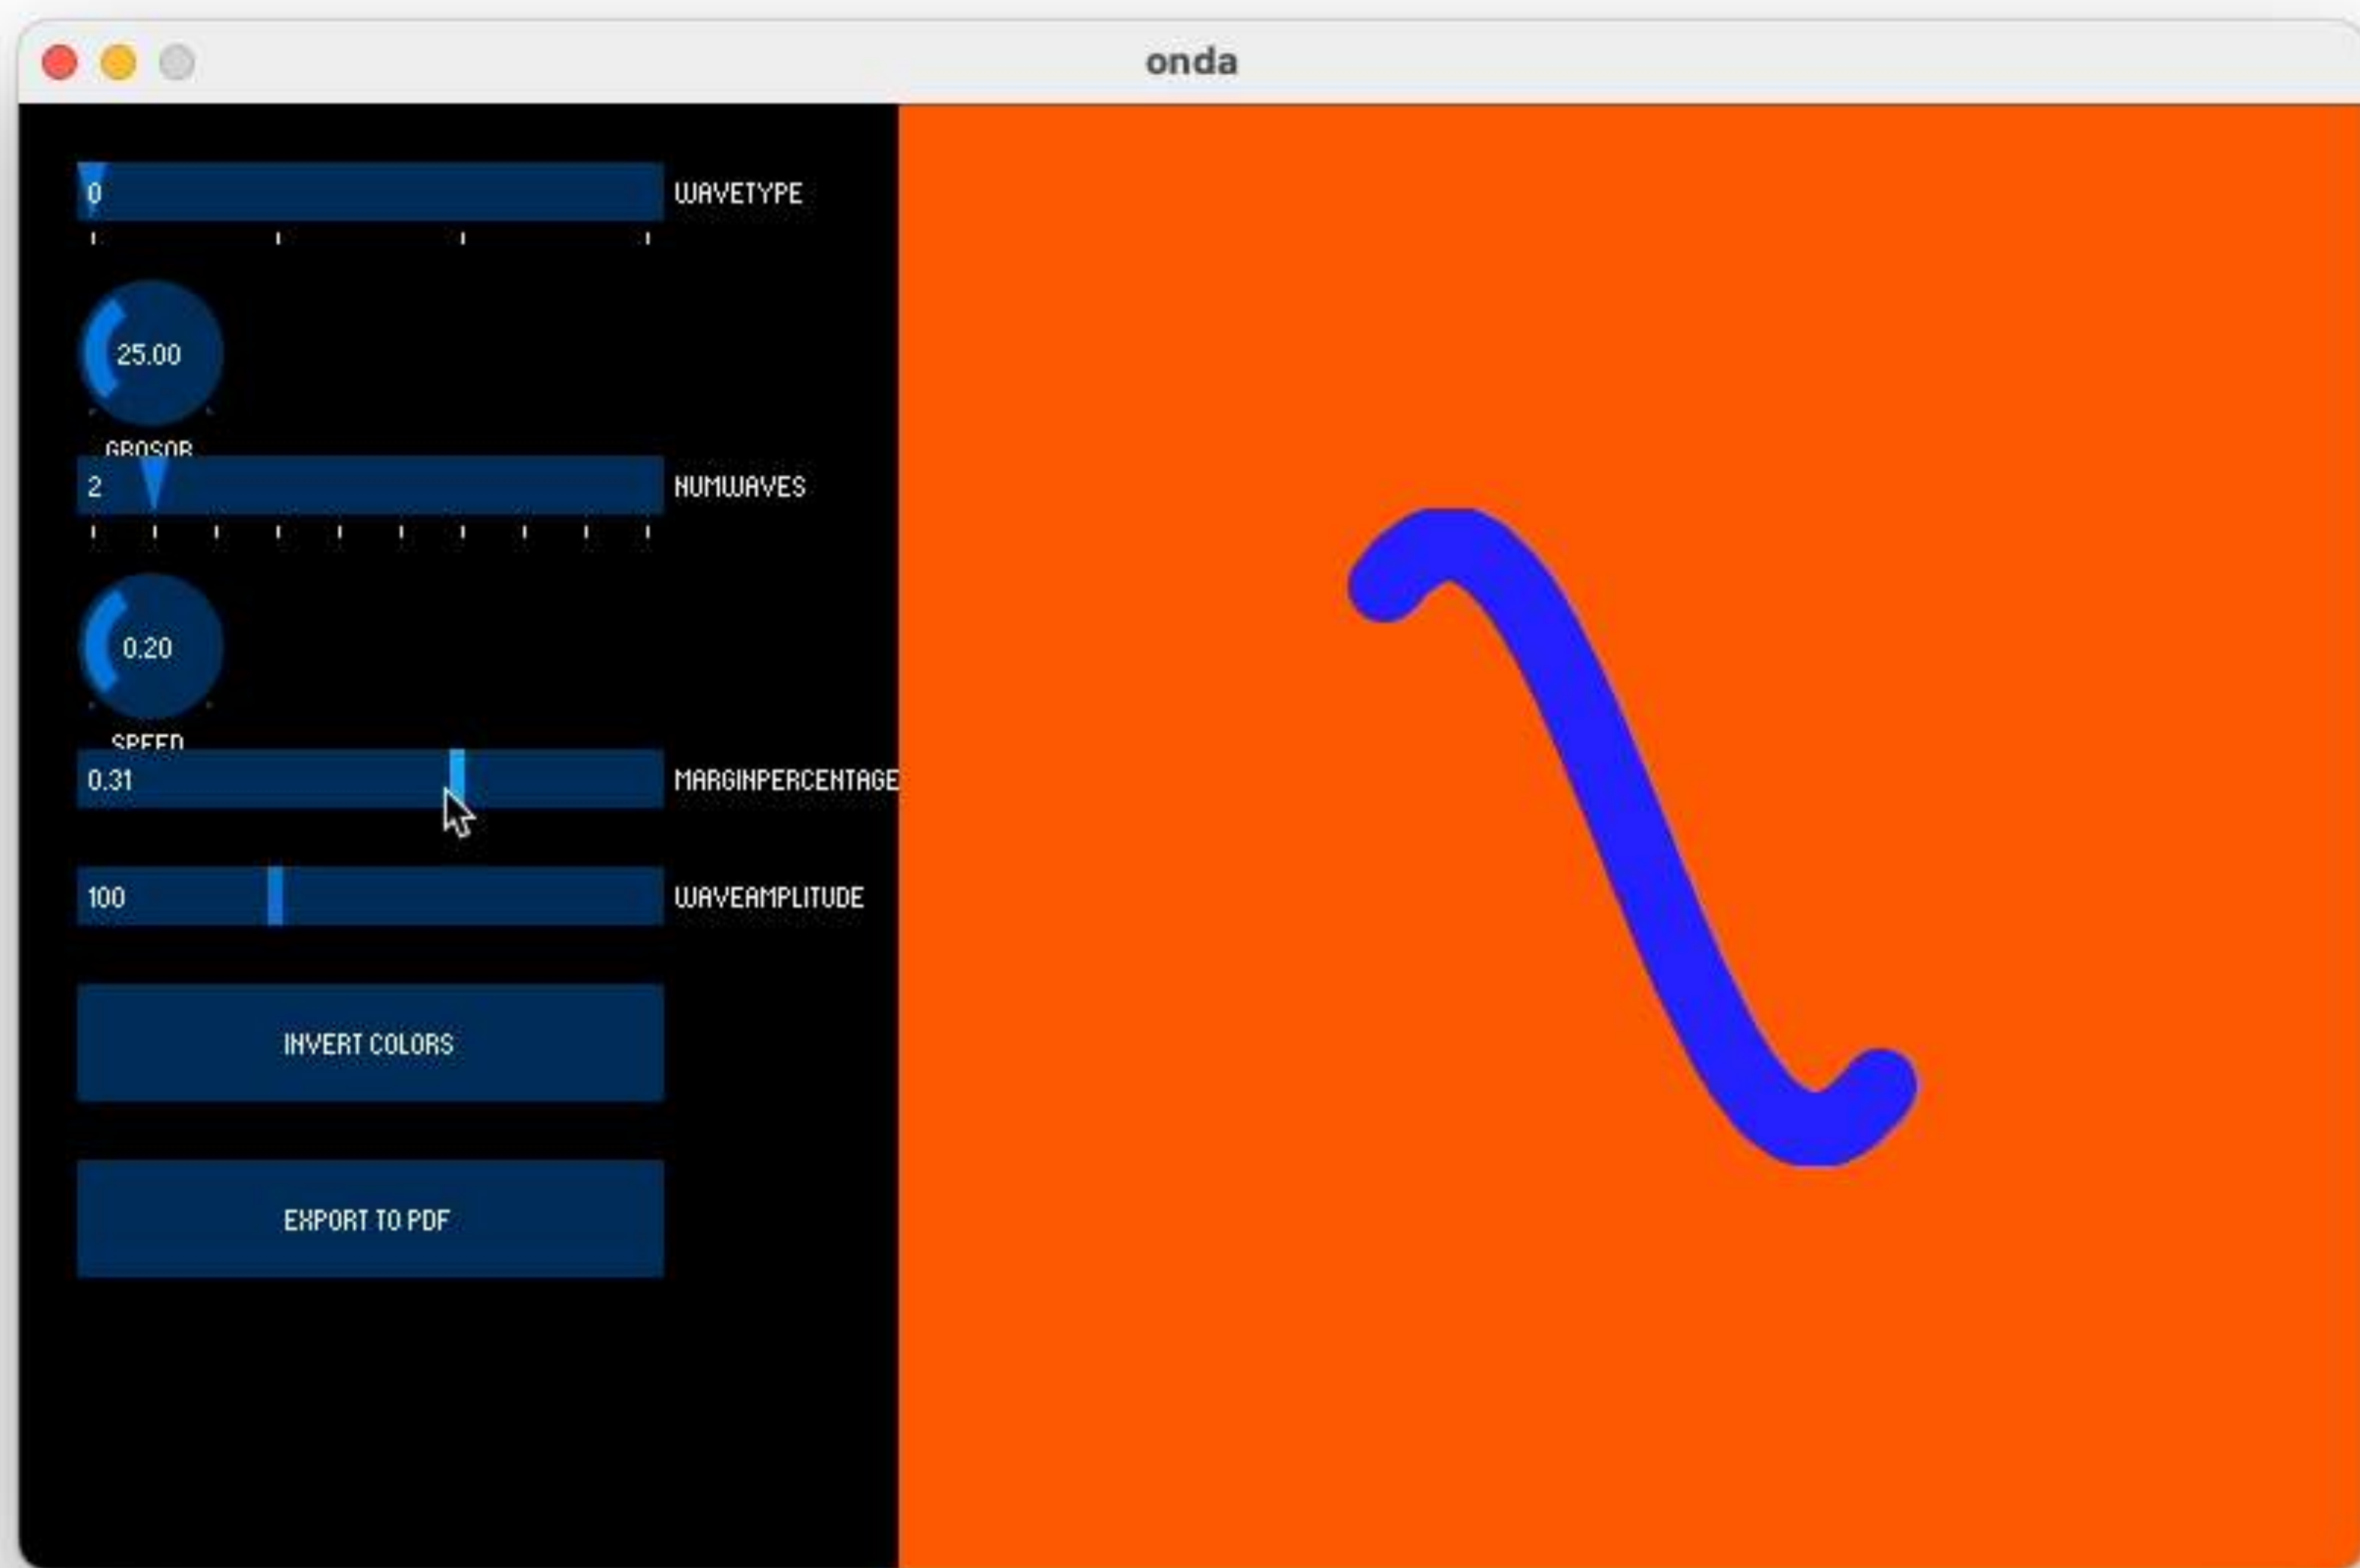 onda
0 WAVETYPE
25.00
GROSOR
2 NUMWAVES
0.20
SPEED
0.31 MARGINPERCENTAGE
100 WAVEAMPLITUDE
INVERT COLORS
EXPORT TO PDF